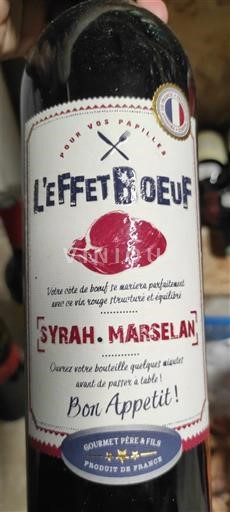 POUR VOS PAPILLES
L'EFFET BOEUF
Votre côte de bœuf se mariera parfaitement
avec ce vin rouge structuré et équilibré
[SYRAH • MARSELAN]
Ouvrez votre bouteille quelques minutes
avant de passer à table !
Bon Appetit !
GOURMET PÈRE & FILS
PRODUIT DE FRANCE